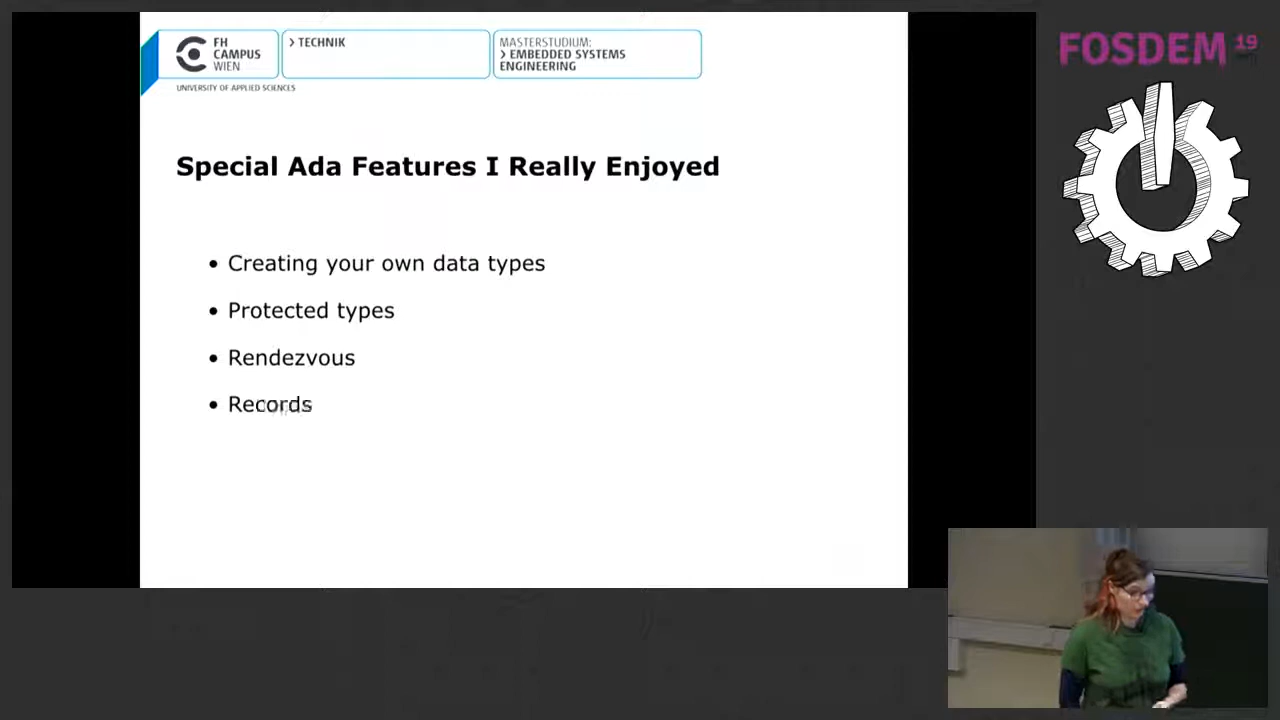 FH
CAMPUS
WIEN
› TECHNIK
MASTERSTUDIUM:
› EMBEDDED SYSTEMS
ENGINEERING
UNIVERSITY OF APPLIED SCIENCES
FOSDEM 19
Special Ada Features I Really Enjoyed
• Creating your own data types
• Protected types
• Rendezvous
• Records